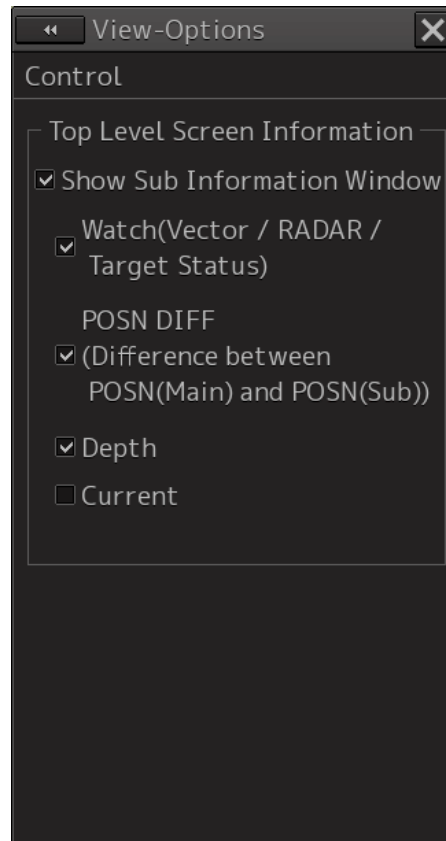 View-Options
Control
Top Level Screen Information
Show Sub Information Window
Watch(Vector / RADAR /
Target Status)
POSN DIFF
(Difference between
POSN(Main) and POSN(Sub))
Depth
Current